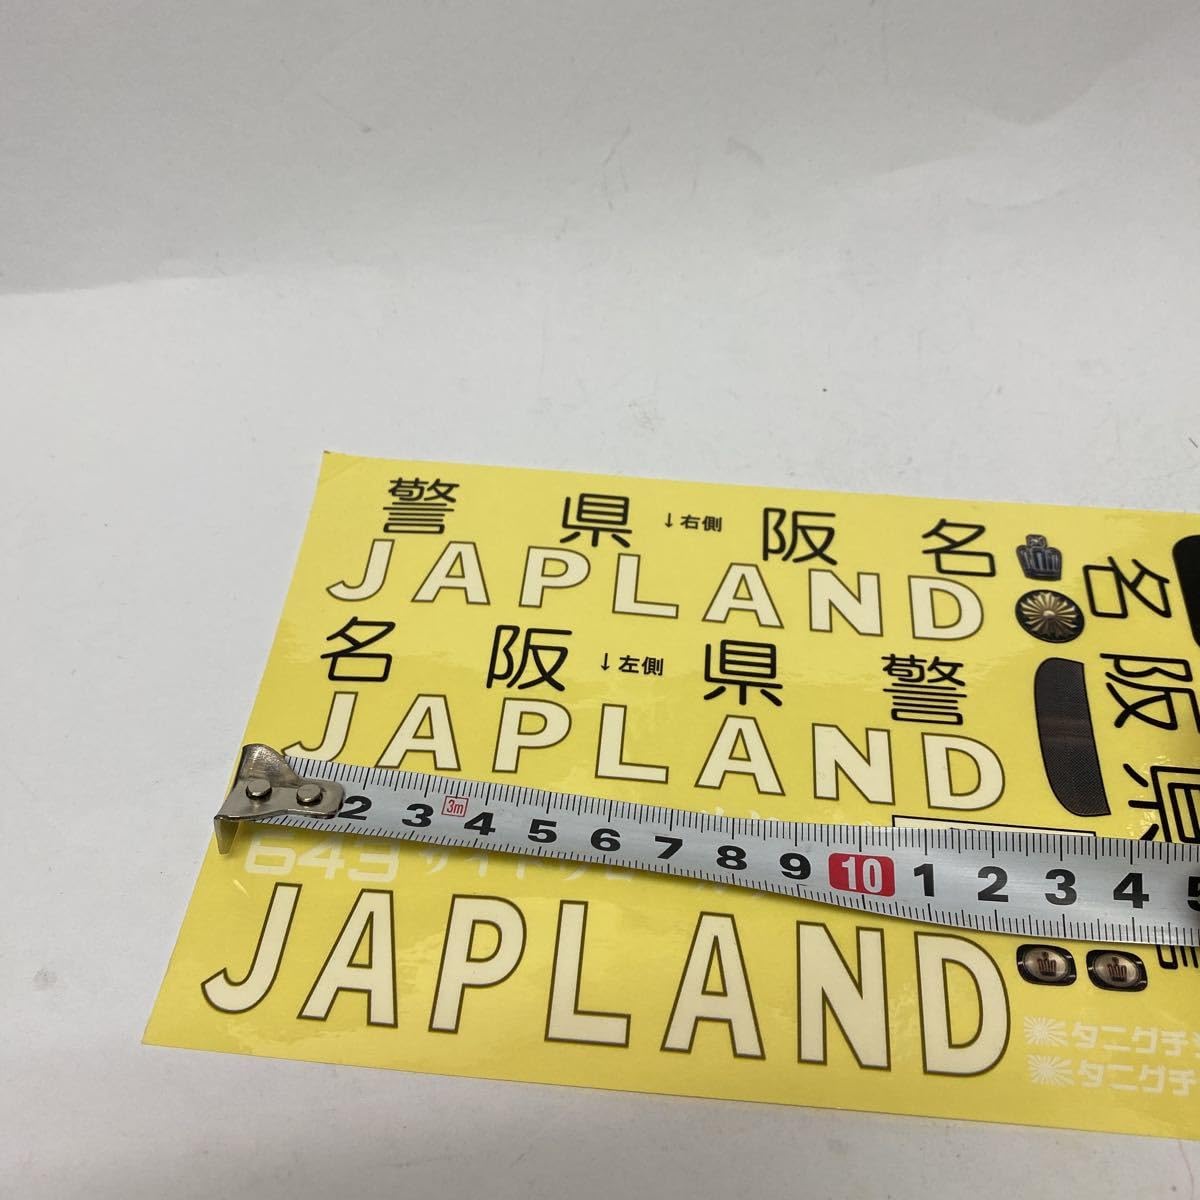 警 県 ↓右側 阪 名
JAPLAND
名 阪 ↓左側 県 警
JAPLAND
名
阪
県
2 3 3m 4 5 6 7 8 9 10 1 2 3 4 5
643
JAPLAND
タニグチ
タニグチ